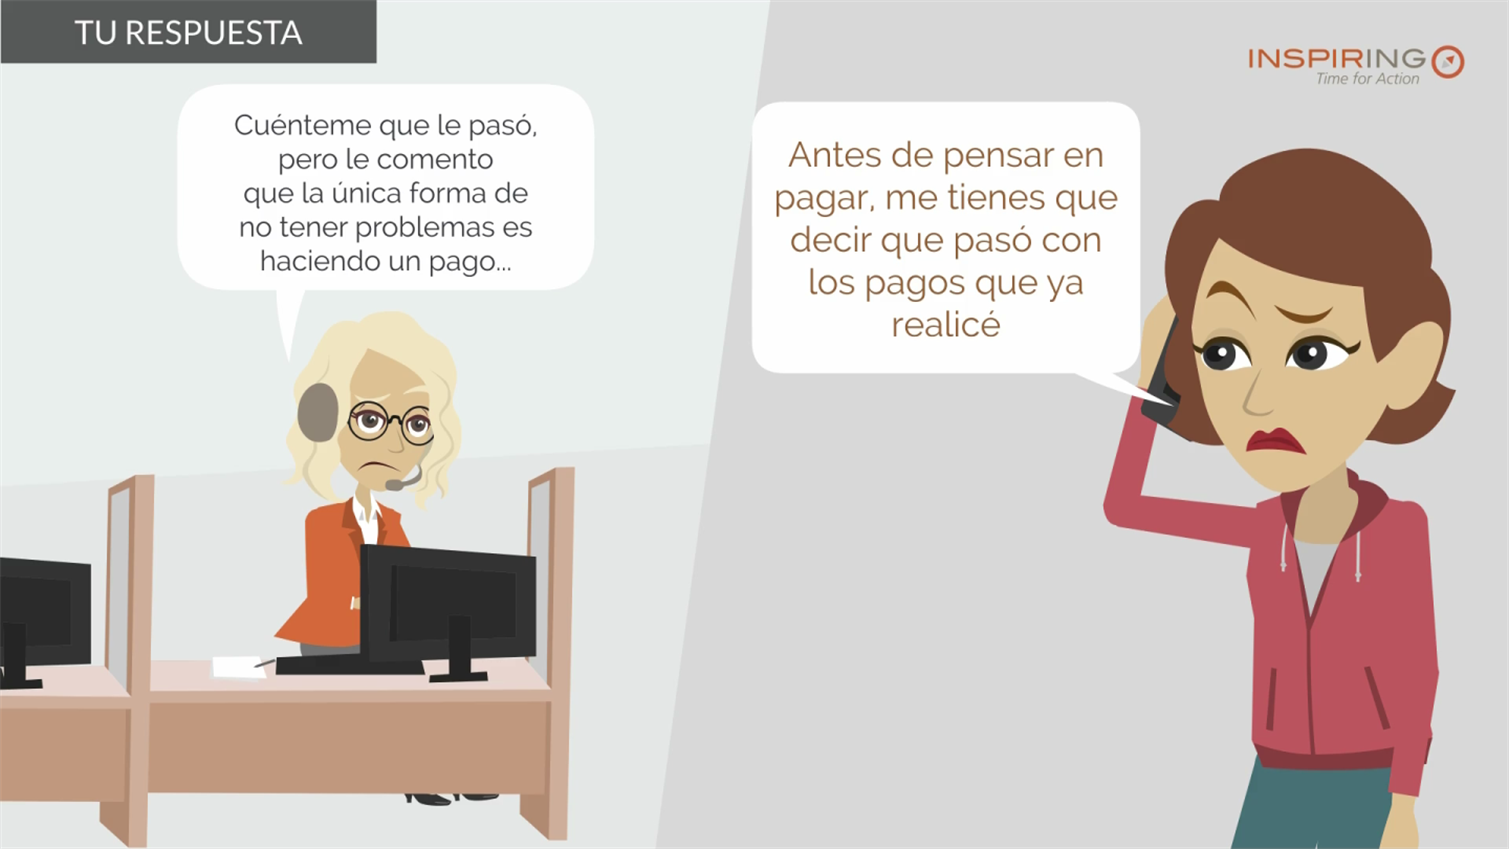 TU RESPUESTA
INSPIRING
Time for Action
Cuénteme que le pasó,
pero le comento
que la única forma de
no tener problemas es
haciendo un pago...
Antes de pensar en
pagar, me tienes que
decir que pasó con
los pagos que ya
realicé